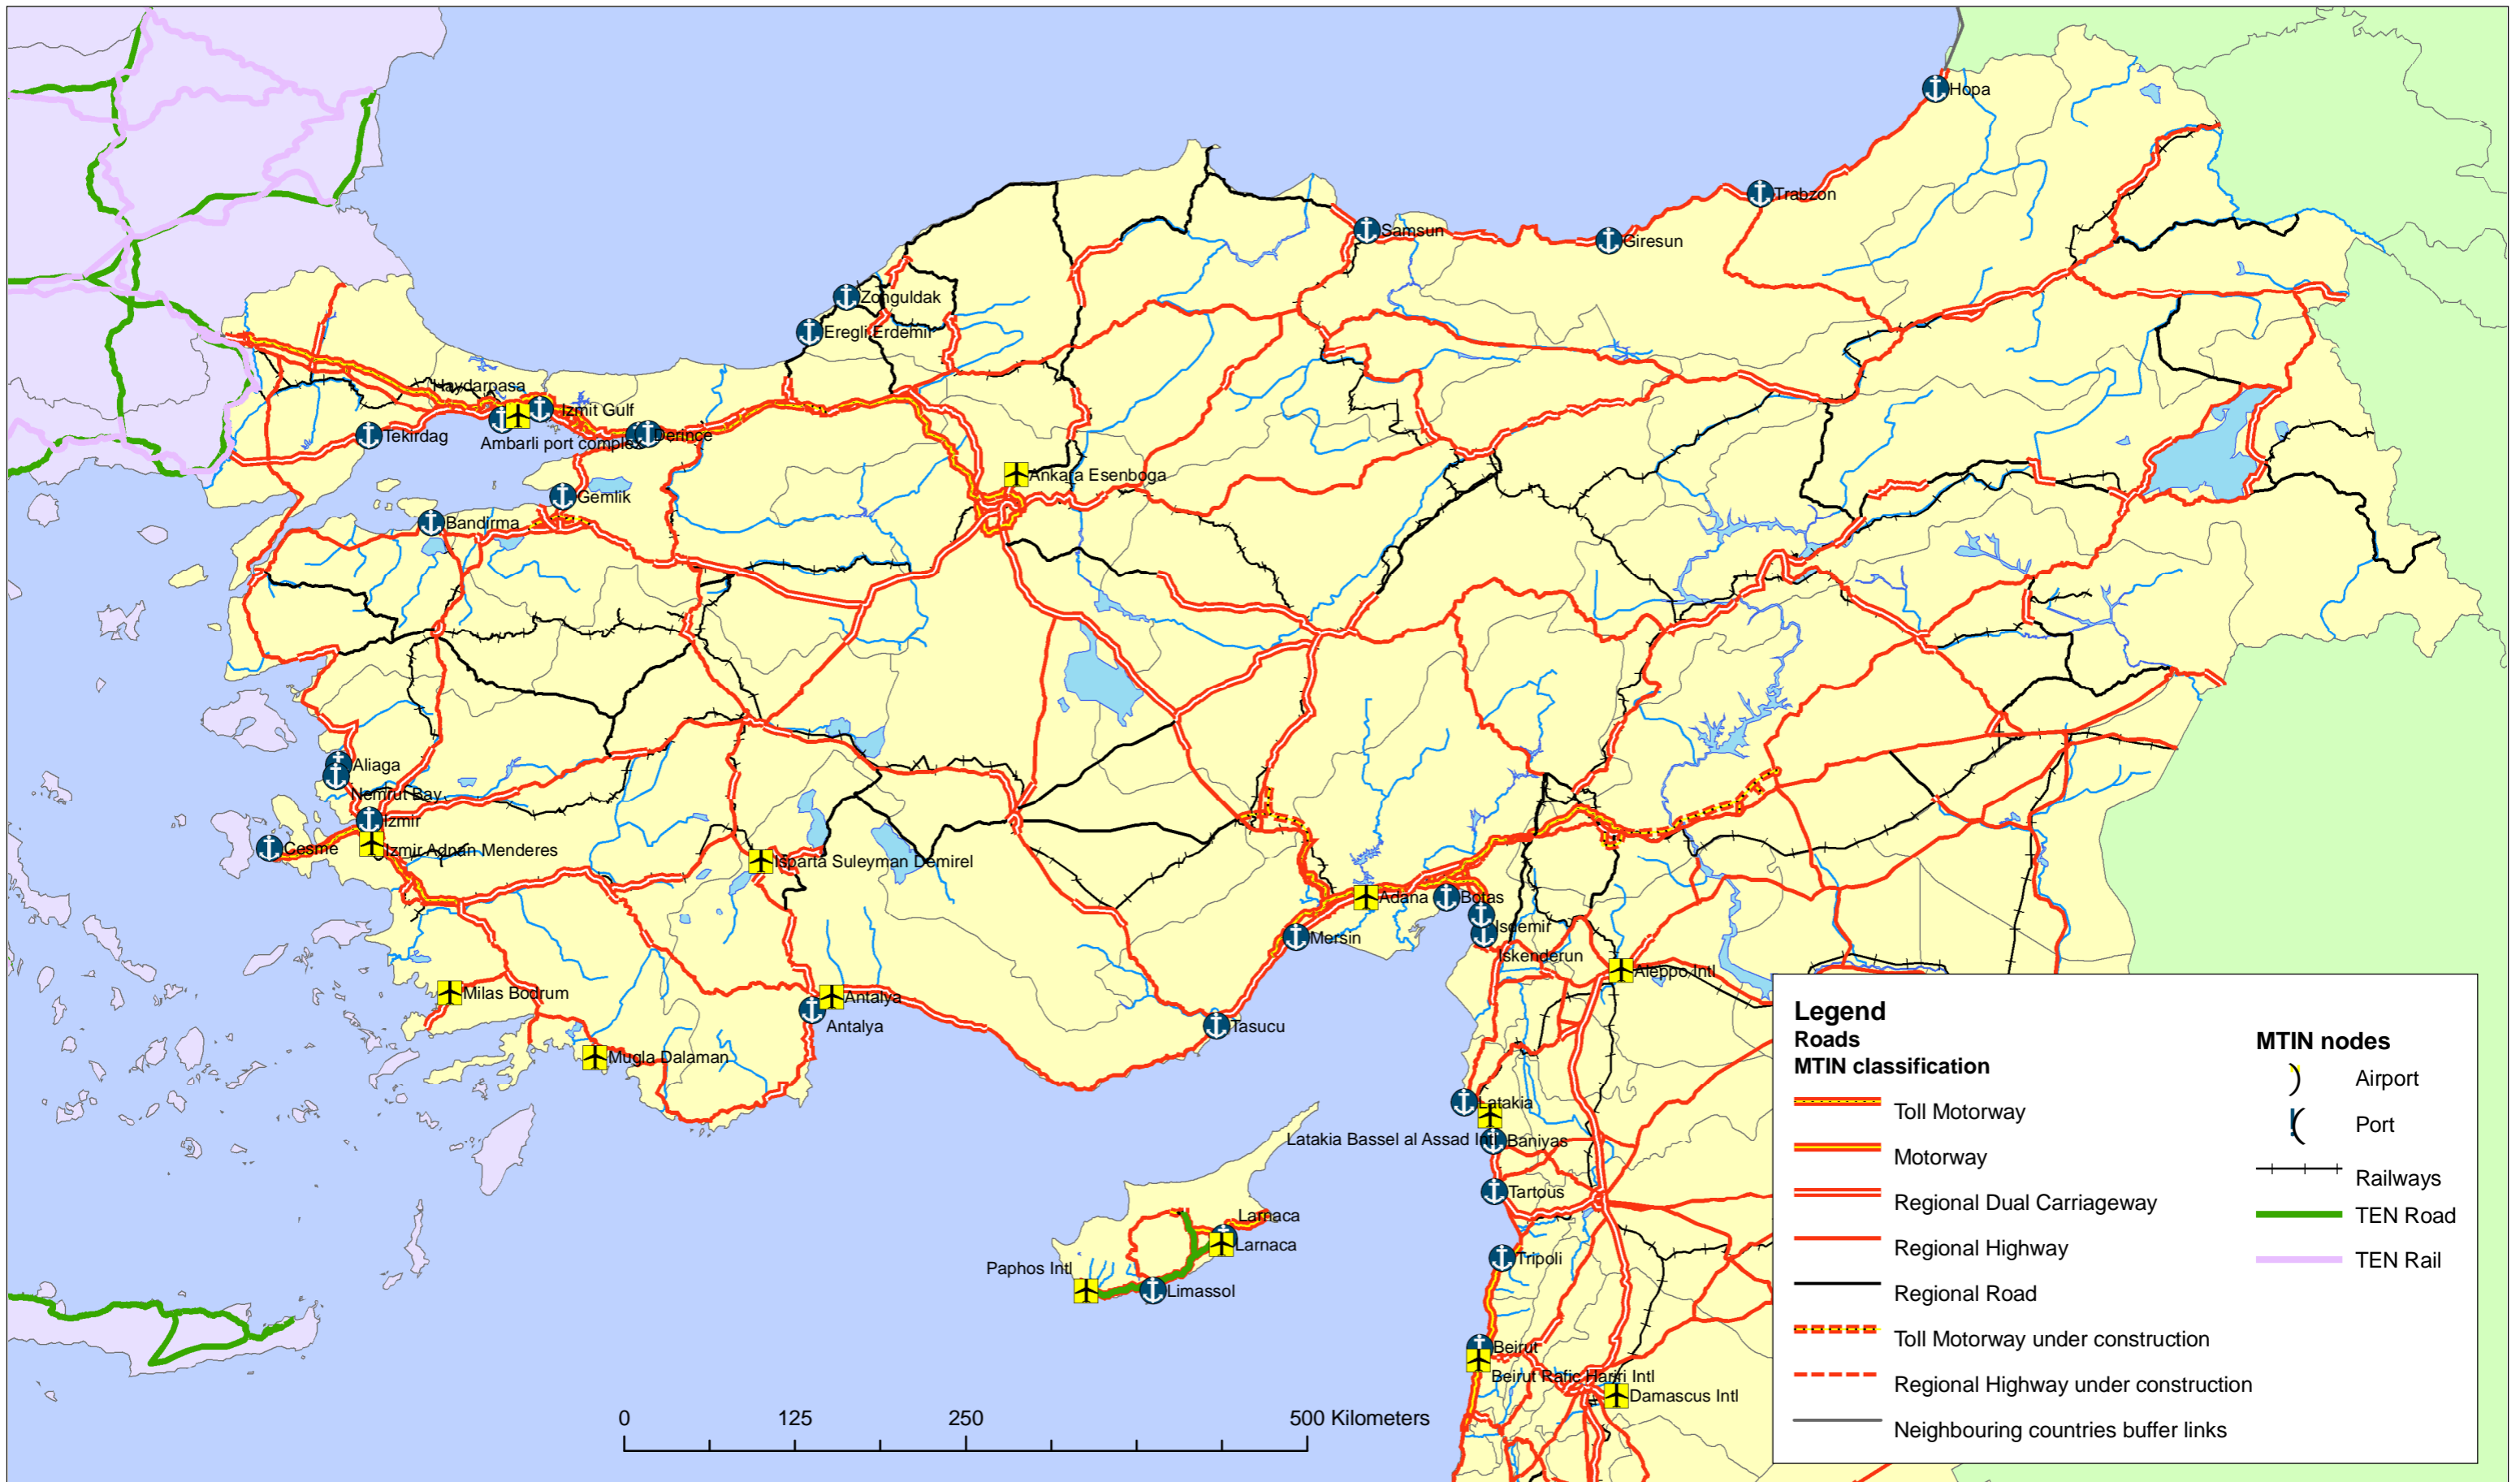 Hopa
Trabzon
Samsun
Giresun
Zonguldak
Eregli Erdemir
Haydarpasa
Izmit Gulf
Tekirdag
Ambarli port complex
Derince
Ankara Esenboga
Gemlik
Bandirma
Aliaga
Nemrut Bay
Izmir
Cesme
Izmir Adnan Menderes
Isparta Suleyman Demirel
Adana
Botas
Isdemir
Mersin
Iskenderun
Aleppo Intl
Milas Bodrum
Antalya
Antalya
Tasucu
Mugla Dalaman
Latakia
Latakia Bassel al Assad Intl
Baniyas
Tartous
Larnaca
Larnaca
Paphos Intl
Limassol
Tripoli
Beirut
Beirut Rafic Hariri Intl
Damascus Intl
0 125 250 500 Kilometers
Legend
Roads
MTIN classification
Toll Motorway
Motorway
Regional Dual Carriageway
Regional Highway
Regional Road
Toll Motorway under construction
Regional Highway under construction
Neighbouring countries buffer links
MTIN nodes
Airport
Port
Railways
TEN Road
TEN Rail